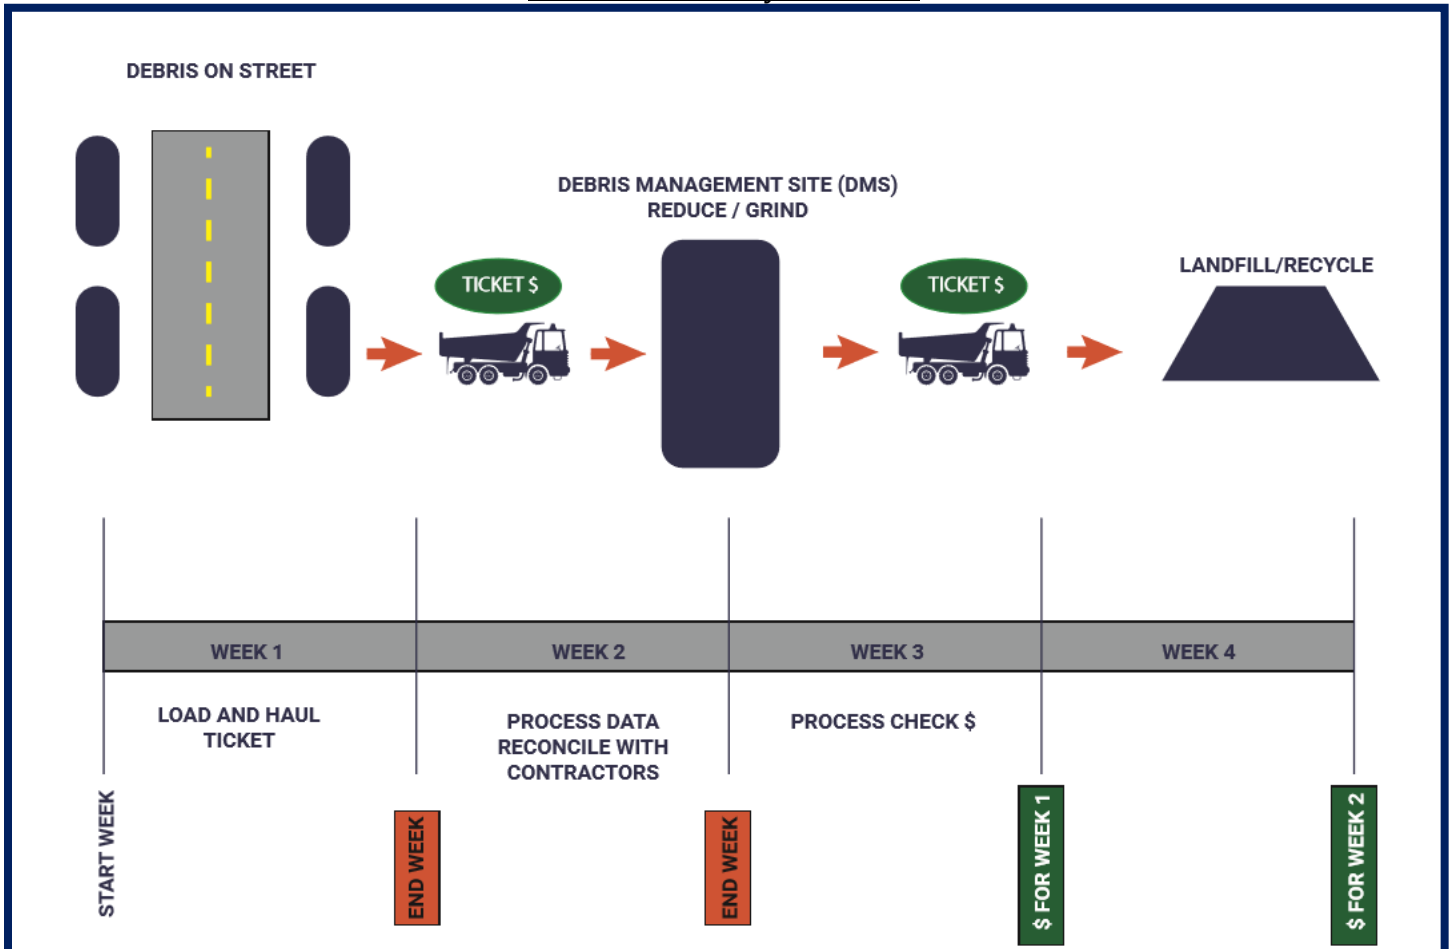 DEBRIS ON STREET
DEBRIS MANAGEMENT SITE (DMS)
REDUCE / GRIND
TICKET $
TICKET $
LANDFILL/RECYCLE
WEEK 1
WEEK 2
WEEK 3
WEEK 4
LOAD AND HAUL
TICKET
PROCESS DATA
RECONCILE WITH
CONTRACTORS
PROCESS CHECK $
START WEEK
END WEEK
END WEEK
$ FOR WEEK 1
$ FOR WEEK 2